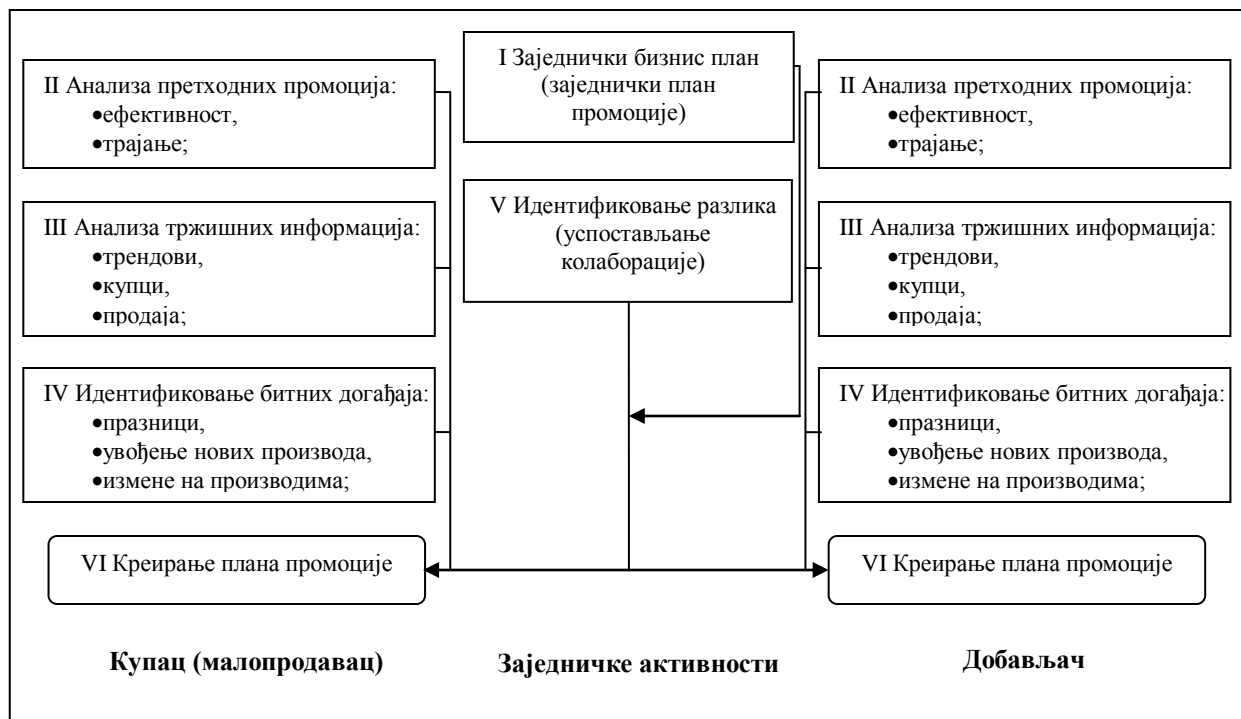 II Анализа претходних промоција:
•ефективност,
•трајање;
III Анализа тржишних информација:
•трендови,
•купци,
•продаја;
IV Идентификовање битних догађаја:
•празници,
•увођење нових производа,
•измене на производима;
VI Креирање плана промоције
Купац (малопродавац)
I Заједнички бизнис план
(заједнички план
промоције)
V Идентификовање разлика
(успостављање
колаборације)
Заједничке активности
II Анализа претходних промоција:
•ефективност,
•трајање;
III Анализа тржишних информација:
•трендови,
•купци,
•продаја;
IV Идентификовање битних догађаја:
•празници,
•увођење нових производа,
•измене на производима;
VI Креирање плана промоције
Добављач